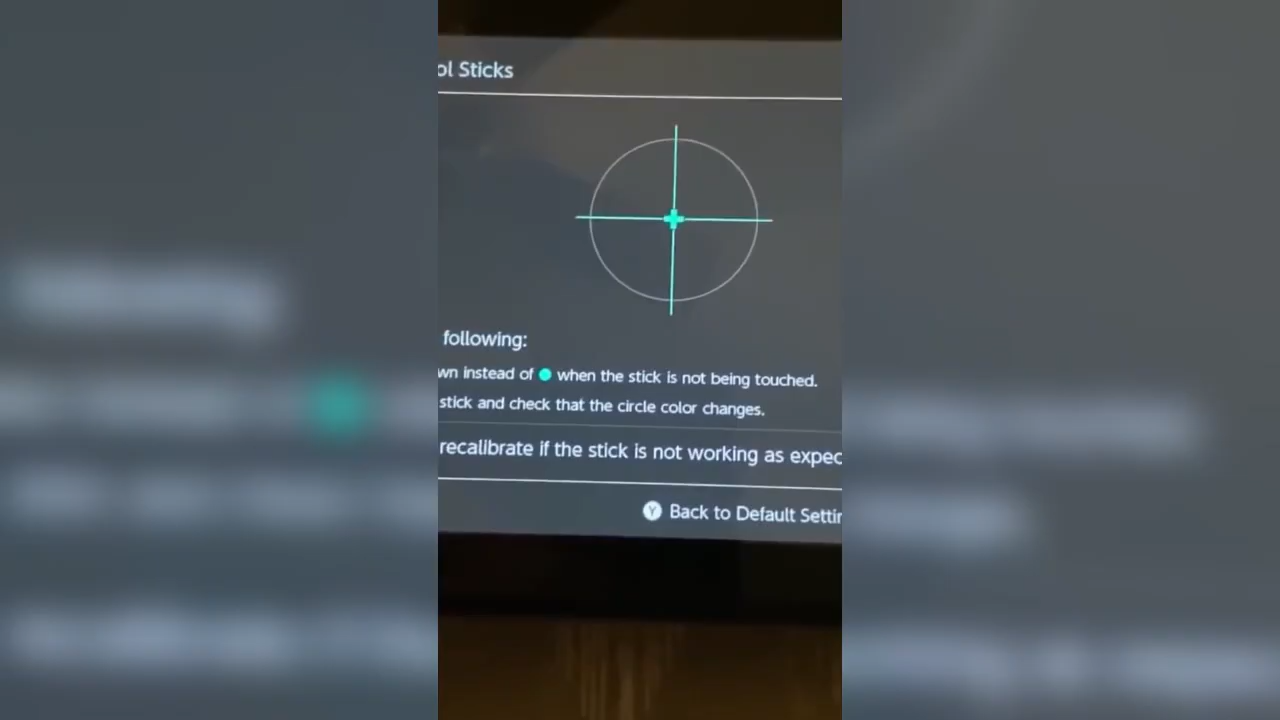 ol Sticks
following:
wn instead of when the stick is not being touched.
stick and check that the circle color changes.
recalibrate if the stick is not working as expec
Y Back to Default Settin